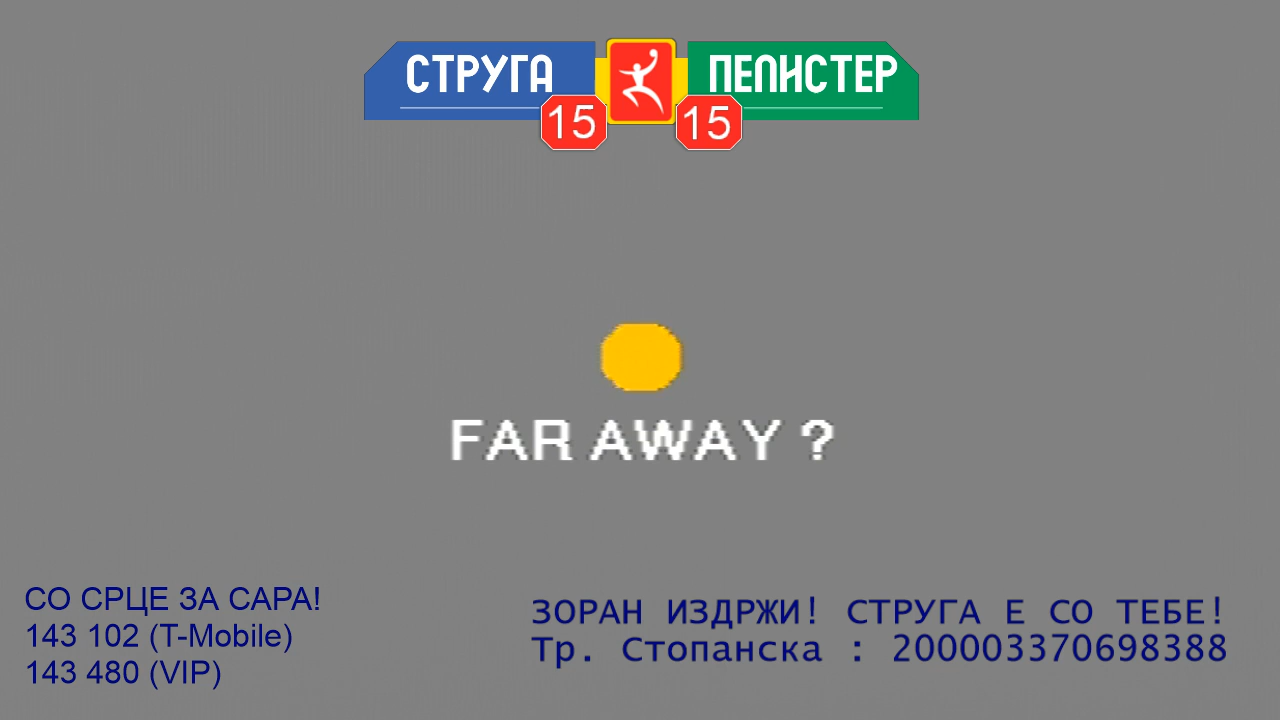 СТРУГА
ПЕЛИСТЕР
15
15
FAR AWAY ?
СО СРЦЕ ЗА САРА!
143 102 (T-Mobile)
143 480 (VIP)
ЗОРАН ИЗДРЖИ! СТРУГА Е СО ТЕБЕ!
Тр. Стопанска : 200003370698388